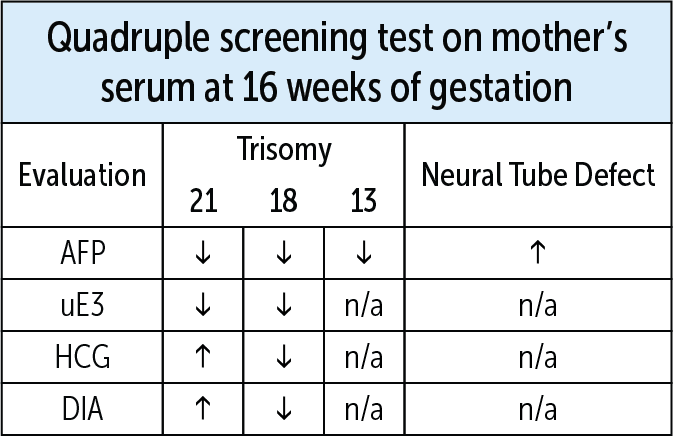 Quadruple screening test on mother’s
serum at 16 weeks of gestation
Evaluation Trisomy Neural Tube Defect
21 18 13
AFP ↓ ↓ ↓ ↑
uE3 ↓ ↓ n/a n/a
HCG ↑ ↓ n/a n/a
DIA ↑ ↓ n/a n/a